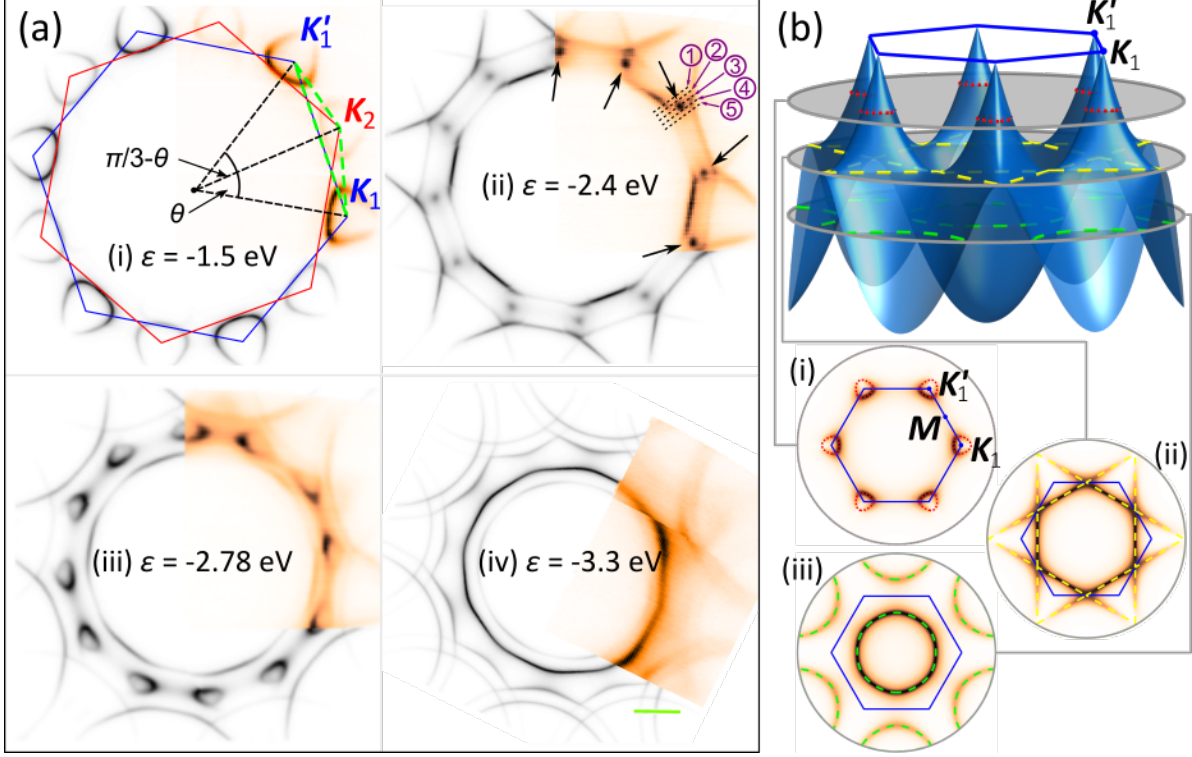 (a)
K′₁
K₂
K₁
π/3-θ
θ
(i) ε = -1.5 eV
①
②
③
④
⑤
(ii) ε = -2.4 eV
(iii) ε = -2.78 eV
(iv) ε = -3.3 eV
(b)
K′₁
K₁
(i)
K′₁
M
K₁
(ii)
(iii)